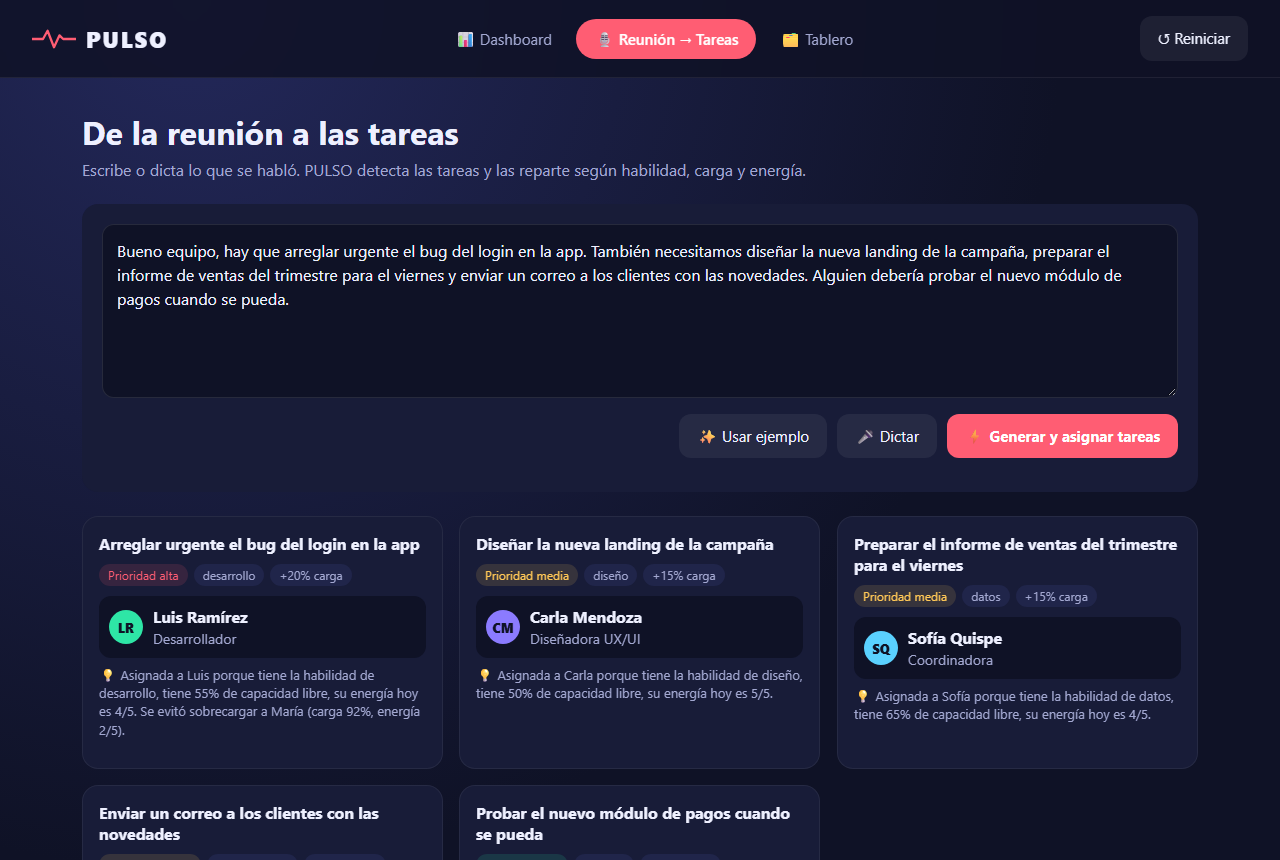 PULSO
📊 Dashboard
🎙️ Reunión → Tareas
🗂️ Tablero
↺ Reiniciar
De la reunión a las tareas
Escribe o dicta lo que se habló. PULSO detecta las tareas y las reparte según habilidad, carga y energía.
Bueno equipo, hay que arreglar urgente el bug del login en la app. También necesitamos diseñar la nueva landing de la campaña, preparar el
informe de ventas del trimestre para el viernes y enviar un correo a los clientes con las novedades. Alguien debería probar el nuevo módulo de
pagos cuando se pueda.
✨ Usar ejemplo
🎤 Dictar
⚡ Generar y asignar tareas
Arreglar urgente el bug del login en la app
Prioridad alta
desarrollo
+20% carga
LR
Luis Ramírez
Desarrollador
💡 Asignada a Luis porque tiene la habilidad de
desarrollo, tiene 55% de capacidad libre, su energía hoy
es 4/5. Se evitó sobrecargar a María (carga 92%, energía
2/5).
Diseñar la nueva landing de la campaña
Prioridad media
diseño
+15% carga
CM
Carla Mendoza
Diseñadora UX/UI
💡 Asignada a Carla porque tiene la habilidad de diseño,
tiene 50% de capacidad libre, su energía hoy es 5/5.
Preparar el informe de ventas del trimestre
para el viernes
Prioridad media
datos
+15% carga
SQ
Sofía Quispe
Coordinadora
💡 Asignada a Sofía porque tiene la habilidad de datos,
tiene 65% de capacidad libre, su energía hoy es 4/5.
Enviar un correo a los clientes con las
novedades
Probar el nuevo módulo de pagos cuando
se pueda